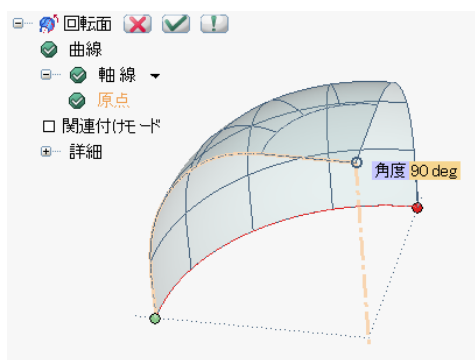 回転面
曲線
軸線
原点
関連付けモード
詳細
角度 90 deg